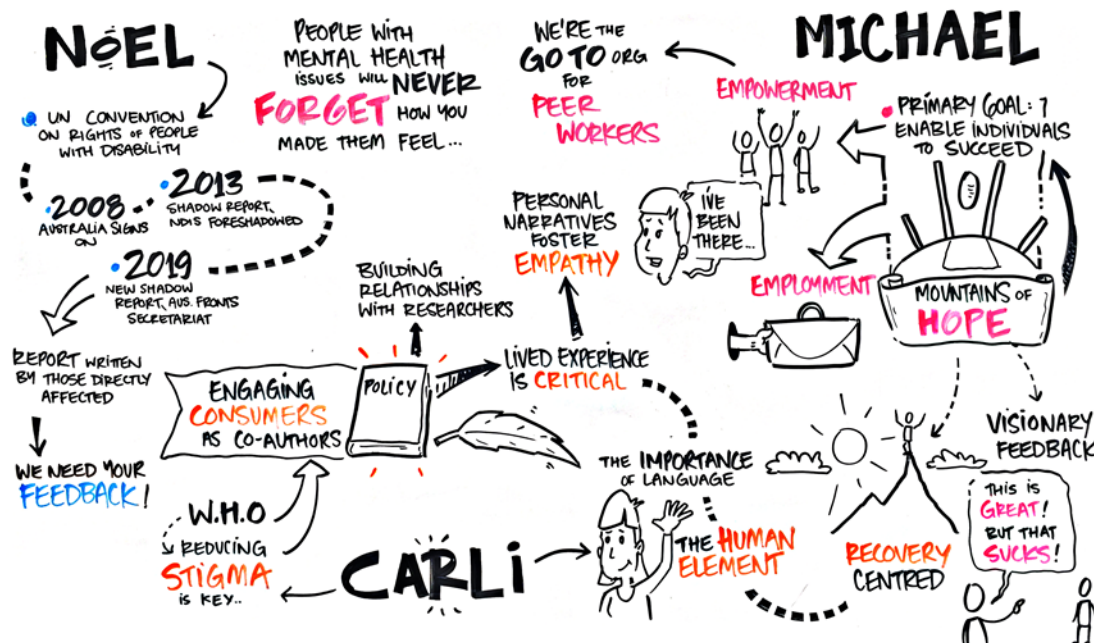 NOEL
UN CONVENTION
ON RIGHTS OF PEOPLE
WITH DISABILITY
2008
AUSTRALIA SIGNS
ON
2013
SHADOW REPORT,
NDIS FORESHADOWED
2019
NEW SHADOW
REPORT, AUS. FRONTS
SECRETARIAT
REPORT WRITTEN
BY THOSE DIRECTLY
AFFECTED
WE NEED YOUR
FEEDBACK!
PEOPLE WITH
MENTAL HEALTH
ISSUES WILL NEVER
FORGET HOW YOU
MADE THEM FEEL...
CARLI
W.H.O
REDUCING
STIGMA
IS KEY..
ENGAGING
CONSUMERS
AS CO-AUTHORS
POLICY
BUILDING
RELATIONSHIPS
WITH RESEARCHERS
LIVED EXPERIENCE
IS CRITICAL
PERSONAL
NARRATIVES
FOSTER
EMPATHY
I'VE
BEEN
THERE...
THE IMPORTANCE
OF LANGUAGE
THE HUMAN
ELEMENT
MICHAEL
PRIMARY GOAL:
ENABLE INDIVIDUALS
TO SUCCEED
EMPOWERMENT
WE'RE THE
GO TO ORG
FOR
PEER
WORKERS
EMPLOYMENT
MOUNTAINS OF
HOPE
RECOVERY
CENTRED
VISIONARY
FEEDBACK
THIS IS
GREAT!
BUT THAT
SUCKS!